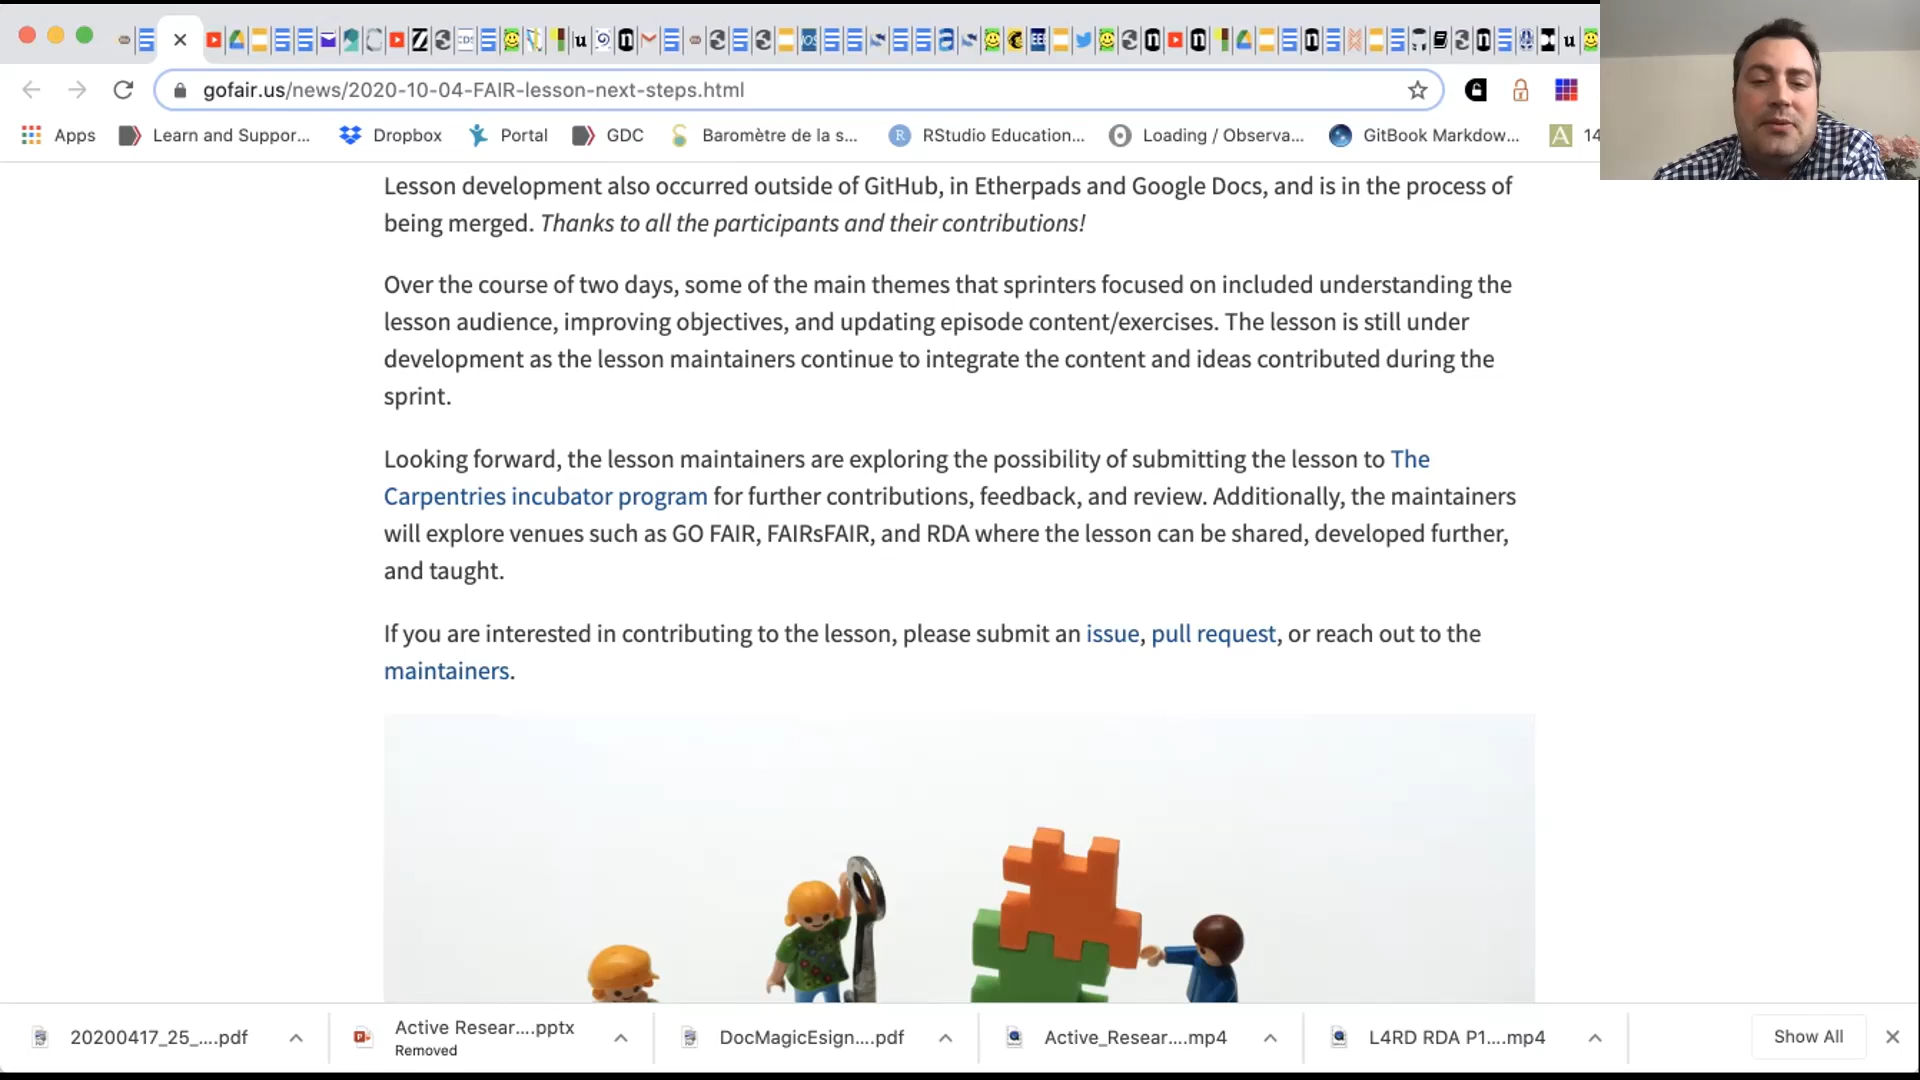 gofair.us/news/2020-10-04-FAIR-lesson-next-steps.html
Apps Learn and Suppor... Dropbox Portal GDC Baromètre de la s... RStudio Education... Loading / Observa... GitBook Markdow... 14
Lesson development also occurred outside of GitHub, in Etherpads and Google Docs, and is in the process of
being merged. Thanks to all the participants and their contributions!
Over the course of two days, some of the main themes that sprinters focused on included understanding the
lesson audience, improving objectives, and updating episode content/exercises. The lesson is still under
development as the lesson maintainers continue to integrate the content and ideas contributed during the
sprint.
Looking forward, the lesson maintainers are exploring the possibility of submitting the lesson to The
Carpentries incubator program for further contributions, feedback, and review. Additionally, the maintainers
will explore venues such as GO FAIR, FAIRsFAIR, and RDA where the lesson can be shared, developed further,
and taught.
If you are interested in contributing to the lesson, please submit an issue, pull request, or reach out to the
maintainers.
20200417_25_....pdf Active Resear....pptx DocMagicEsign....pdf Active_Resear....mp4 L4RD RDA P1....mp4 Show All
Removed